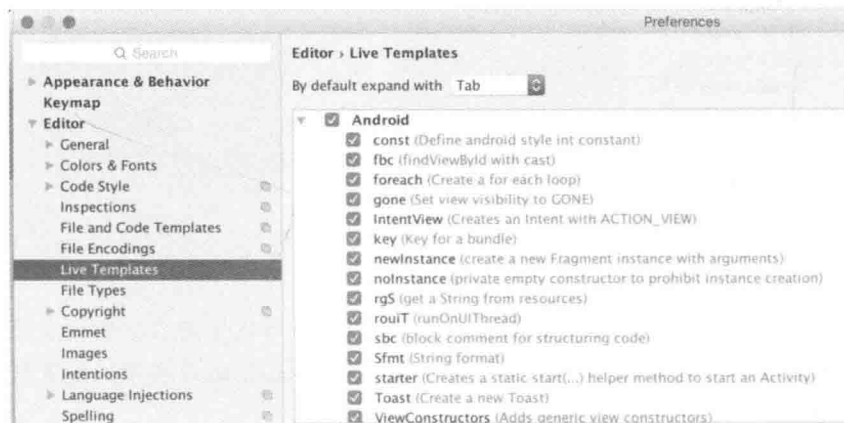 Preferences
Search
Appearance & Behavior
Keymap
Editor
General
Colors & Fonts
Code Style
Inspections
File and Code Templates
File Encodings
Live Templates
File Types
Copyright
Emmet
Images
Intentions
Language Injections
Spelling
Editor › Live Templates
By default expand with Tab
Android
const (Define android style int constant)
fbc (findViewById with cast)
foreach (Create a for each loop)
gone (Set view visibility to GONE)
IntentView (Creates an Intent with ACTION_VIEW)
key (Key for a bundle)
newInstance (create a new Fragment instance with arguments)
noInstance (private empty constructor to prohibit instance creation)
rgS (get a String from resources)
rouiT (runOnUIThread)
sbc (block comment for structuring code)
Sfmt (String format)
starter (Creates a static start(...) helper method to start an Activity)
Toast (Create a new Toast)
ViewConstructors (Adds generic view constructors)